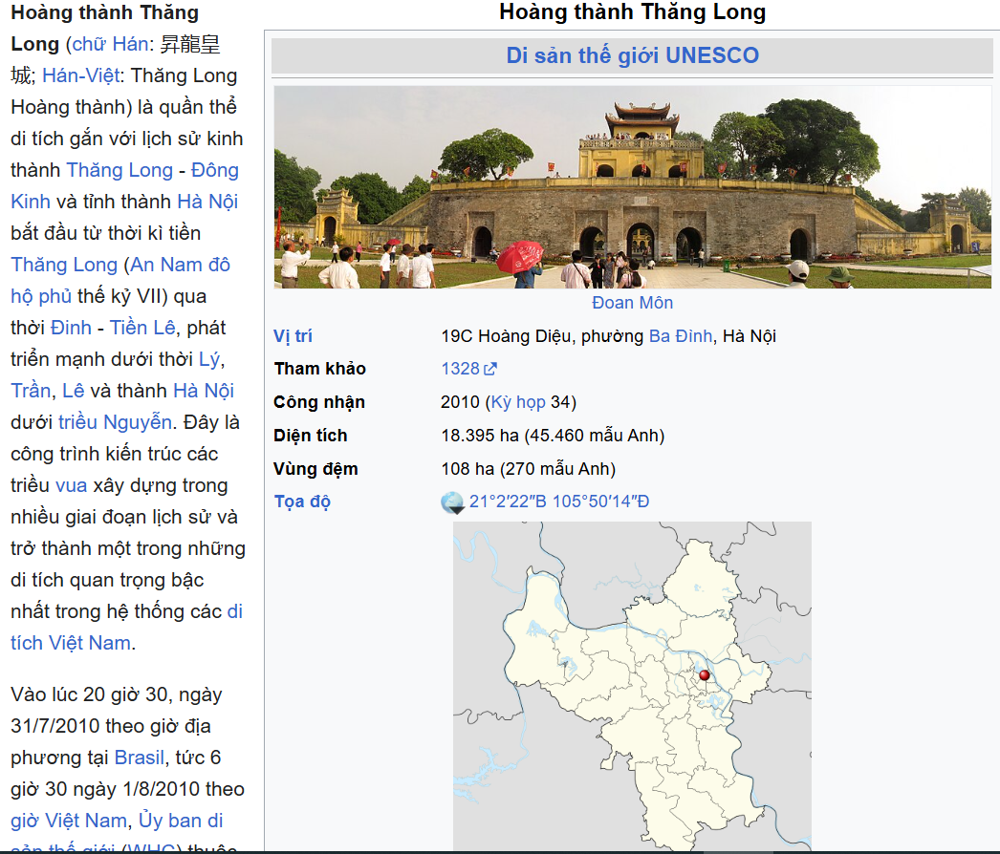 Hoàng thành Thăng
Long (chữ Hán: 昇龍皇
城; Hán-Việt: Thăng Long
Hoàng thành) là quần thể
di tích gắn với lịch sử kinh
thành Thăng Long - Đông
Kinh và tỉnh thành Hà Nội
bắt đầu từ thời kì tiền
Thăng Long (An Nam đô
hộ phủ thế kỷ VII) qua
thời Đinh - Tiền Lê, phát
triển mạnh dưới thời Lý,
Trần, Lê và thành Hà Nội
dưới triều Nguyễn. Đây là
công trình kiến trúc các
triều vua xây dựng trong
nhiều giai đoạn lịch sử và
trở thành một trong những
di tích quan trọng bậc
nhất trong hệ thống các di
tích Việt Nam.
Vào lúc 20 giờ 30, ngày
31/7/2010 theo giờ địa
phương tại Brasil, tức 6
giờ 30 ngày 1/8/2010 theo
giờ Việt Nam, Ủy ban di
sản thế giới (WHC) thuộc
Hoàng thành Thăng Long
Di sản thế giới UNESCO
Đoan Môn
Vị trí 19C Hoàng Diệu, phường Ba Đình, Hà Nội
Tham khảo 1328
Công nhận 2010 (Kỳ họp 34)
Diện tích 18.395 ha (45.460 mẫu Anh)
Vùng đệm 108 ha (270 mẫu Anh)
Tọa độ 21°2′22″B 105°50′14″Đ